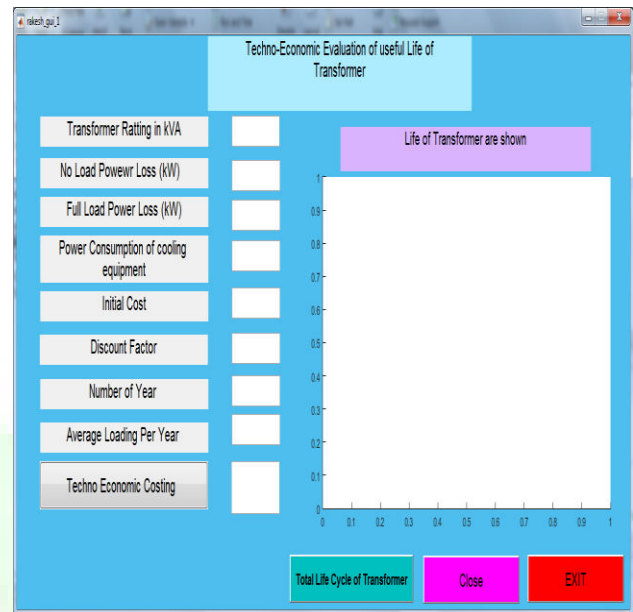 rakesh_gui_1
Techno-Economic Evaluation of useful Life of
Transformer
Transformer Ratting in kVA
No Load Powewr Loss (kW)
Full Load Power Loss (kW)
Power Consumption of cooling
equipment
Initial Cost
Discount Factor
Number of Year
Average Loading Per Year
Techno Economic Costing
Life of Transformer are shown
1
0.9
0.8
0.7
0.6
0.5
0.4
0.3
0.2
0.1
0
0 0.1 0.2 0.3 0.4 0.5 0.6 0.7 0.8 0.9 1
Total Life Cycle of Transformer
Close
EXIT